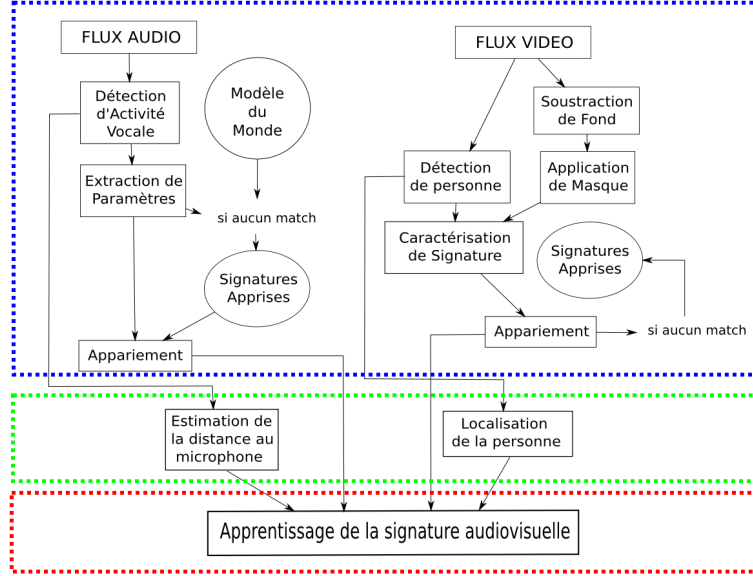 FLUX AUDIO
Détection
d'Activité
Vocale
Modèle
du
Monde
Extraction de
Paramètres
si aucun match
Signatures
Apprises
Appariement
FLUX VIDEO
Soustraction
de Fond
Détection
de personne
Application
de Masque
Caractérisation
de Signature
Signatures
Apprises
Appariement
si aucun match
Estimation de
la distance au
microphone
Localisation
de la personne
Apprentissage de la signature audiovisuelle